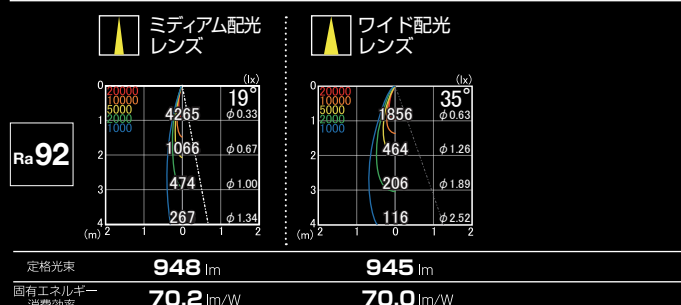 ミディアム配光
レンズ
ワイド配光
レンズ
(lx)
0
20000
10000
5000
2000
1000
19°
4265
φ0.33
1
1066
φ0.67
2
474
φ1.00
3
267
φ1.34
4
(m)
2
1
0
1
2
(lx)
0
20000
10000
5000
2000
1000
35°
1856
φ0.63
1
464
φ1.26
2
206
φ1.89
3
116
φ2.52
4
(m)
2
1
0
1
2
Ra92
定格光束
948 lm
945 lm
固有エネルギー
消費効率
70.2 lm/W
70.0 lm/W